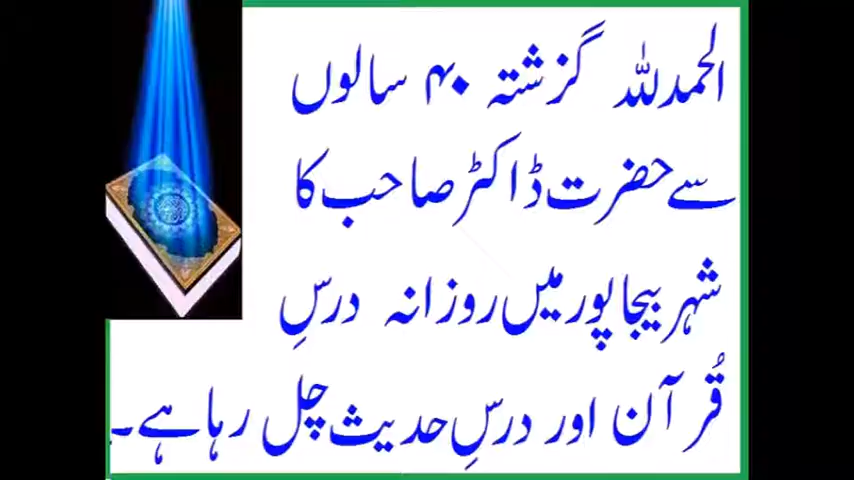 الحمدللہ گزشتہ ۴۰ سالوں
سے حضرت ڈاکٹر صاحب کا
شہر بیجاپور میں روزانہ درسِ
قُرآن اور درسِ حدیث چل رہا ہے۔